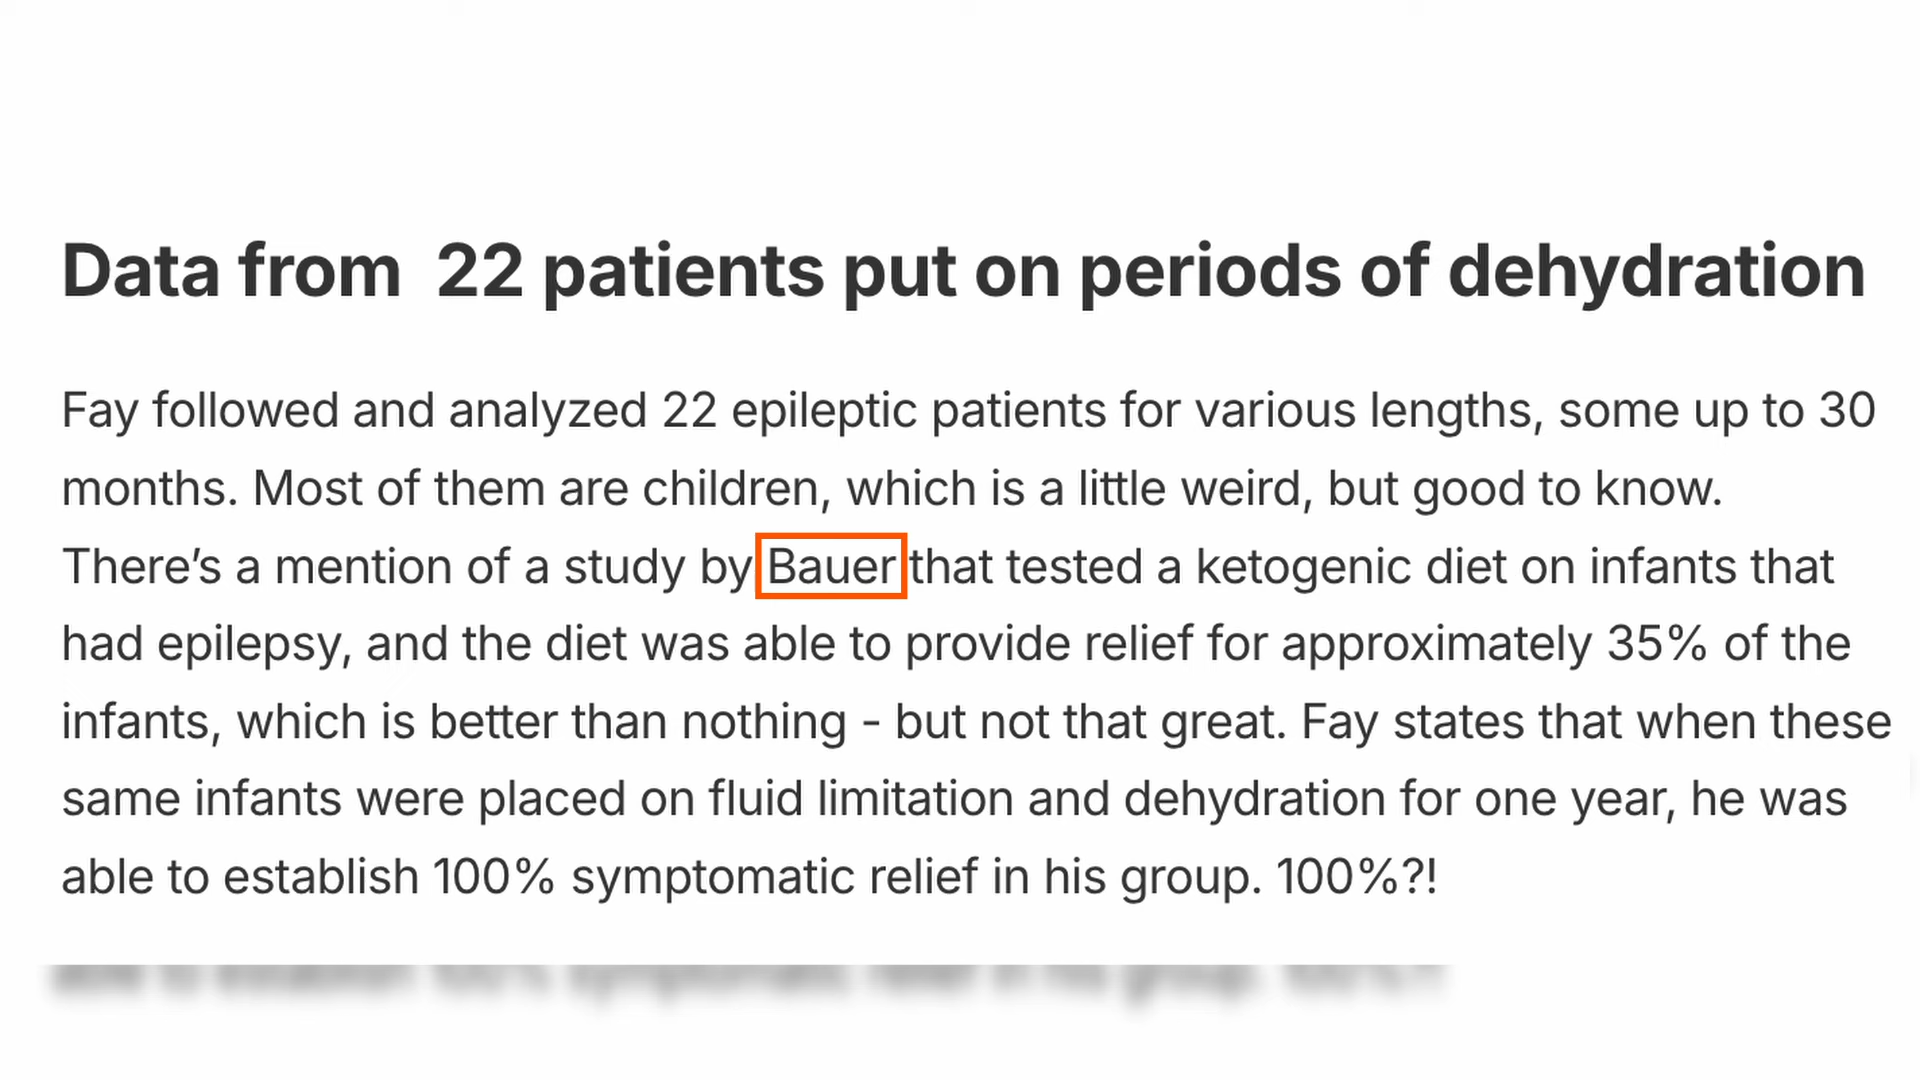 Data from  22 patients put on periods of dehydration
Fay followed and analyzed 22 epileptic patients for various lengths, some up to 30
months. Most of them are children, which is a little weird, but good to know.
There’s a mention of a study by Bauer that tested a ketogenic diet on infants that
had epilepsy, and the diet was able to provide relief for approximately 35% of the
infants, which is better than nothing - but not that great. Fay states that when these
same infants were placed on fluid limitation and dehydration for one year, he was
able to establish 100% symptomatic relief in his group. 100%?!